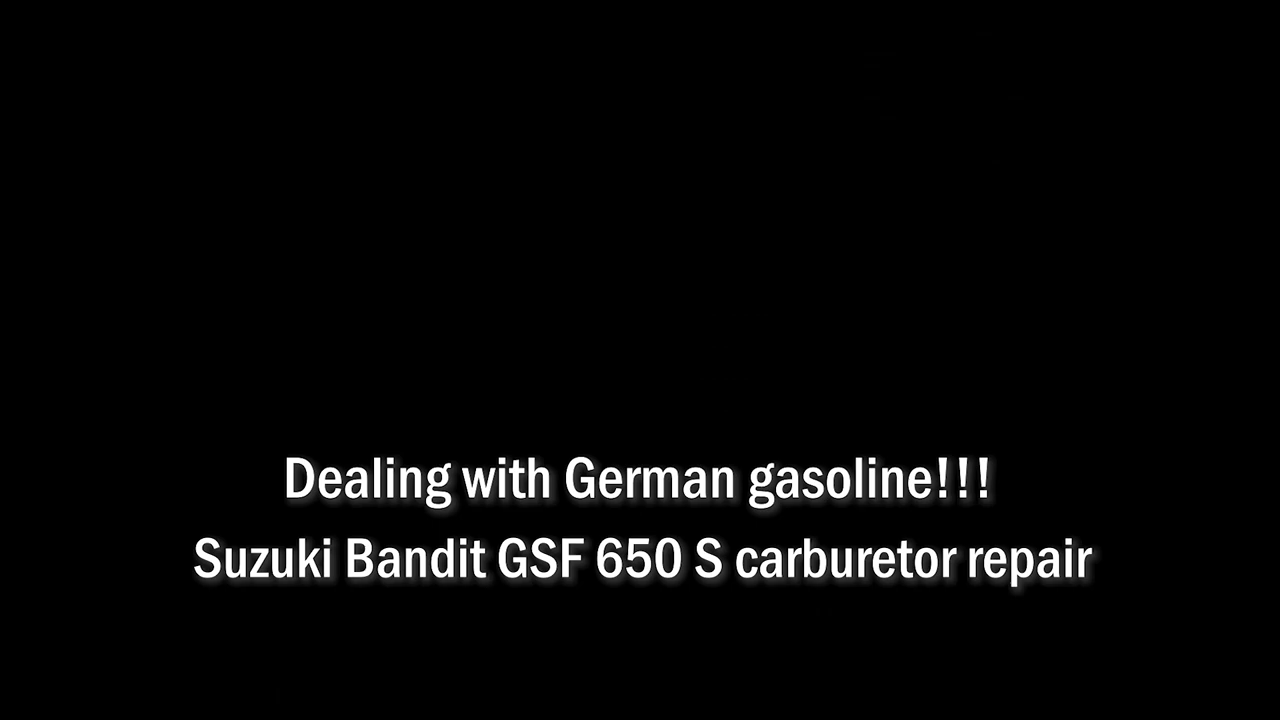 Dealing with German gasoline!!!
Suzuki Bandit GSF 650 S carburetor repair